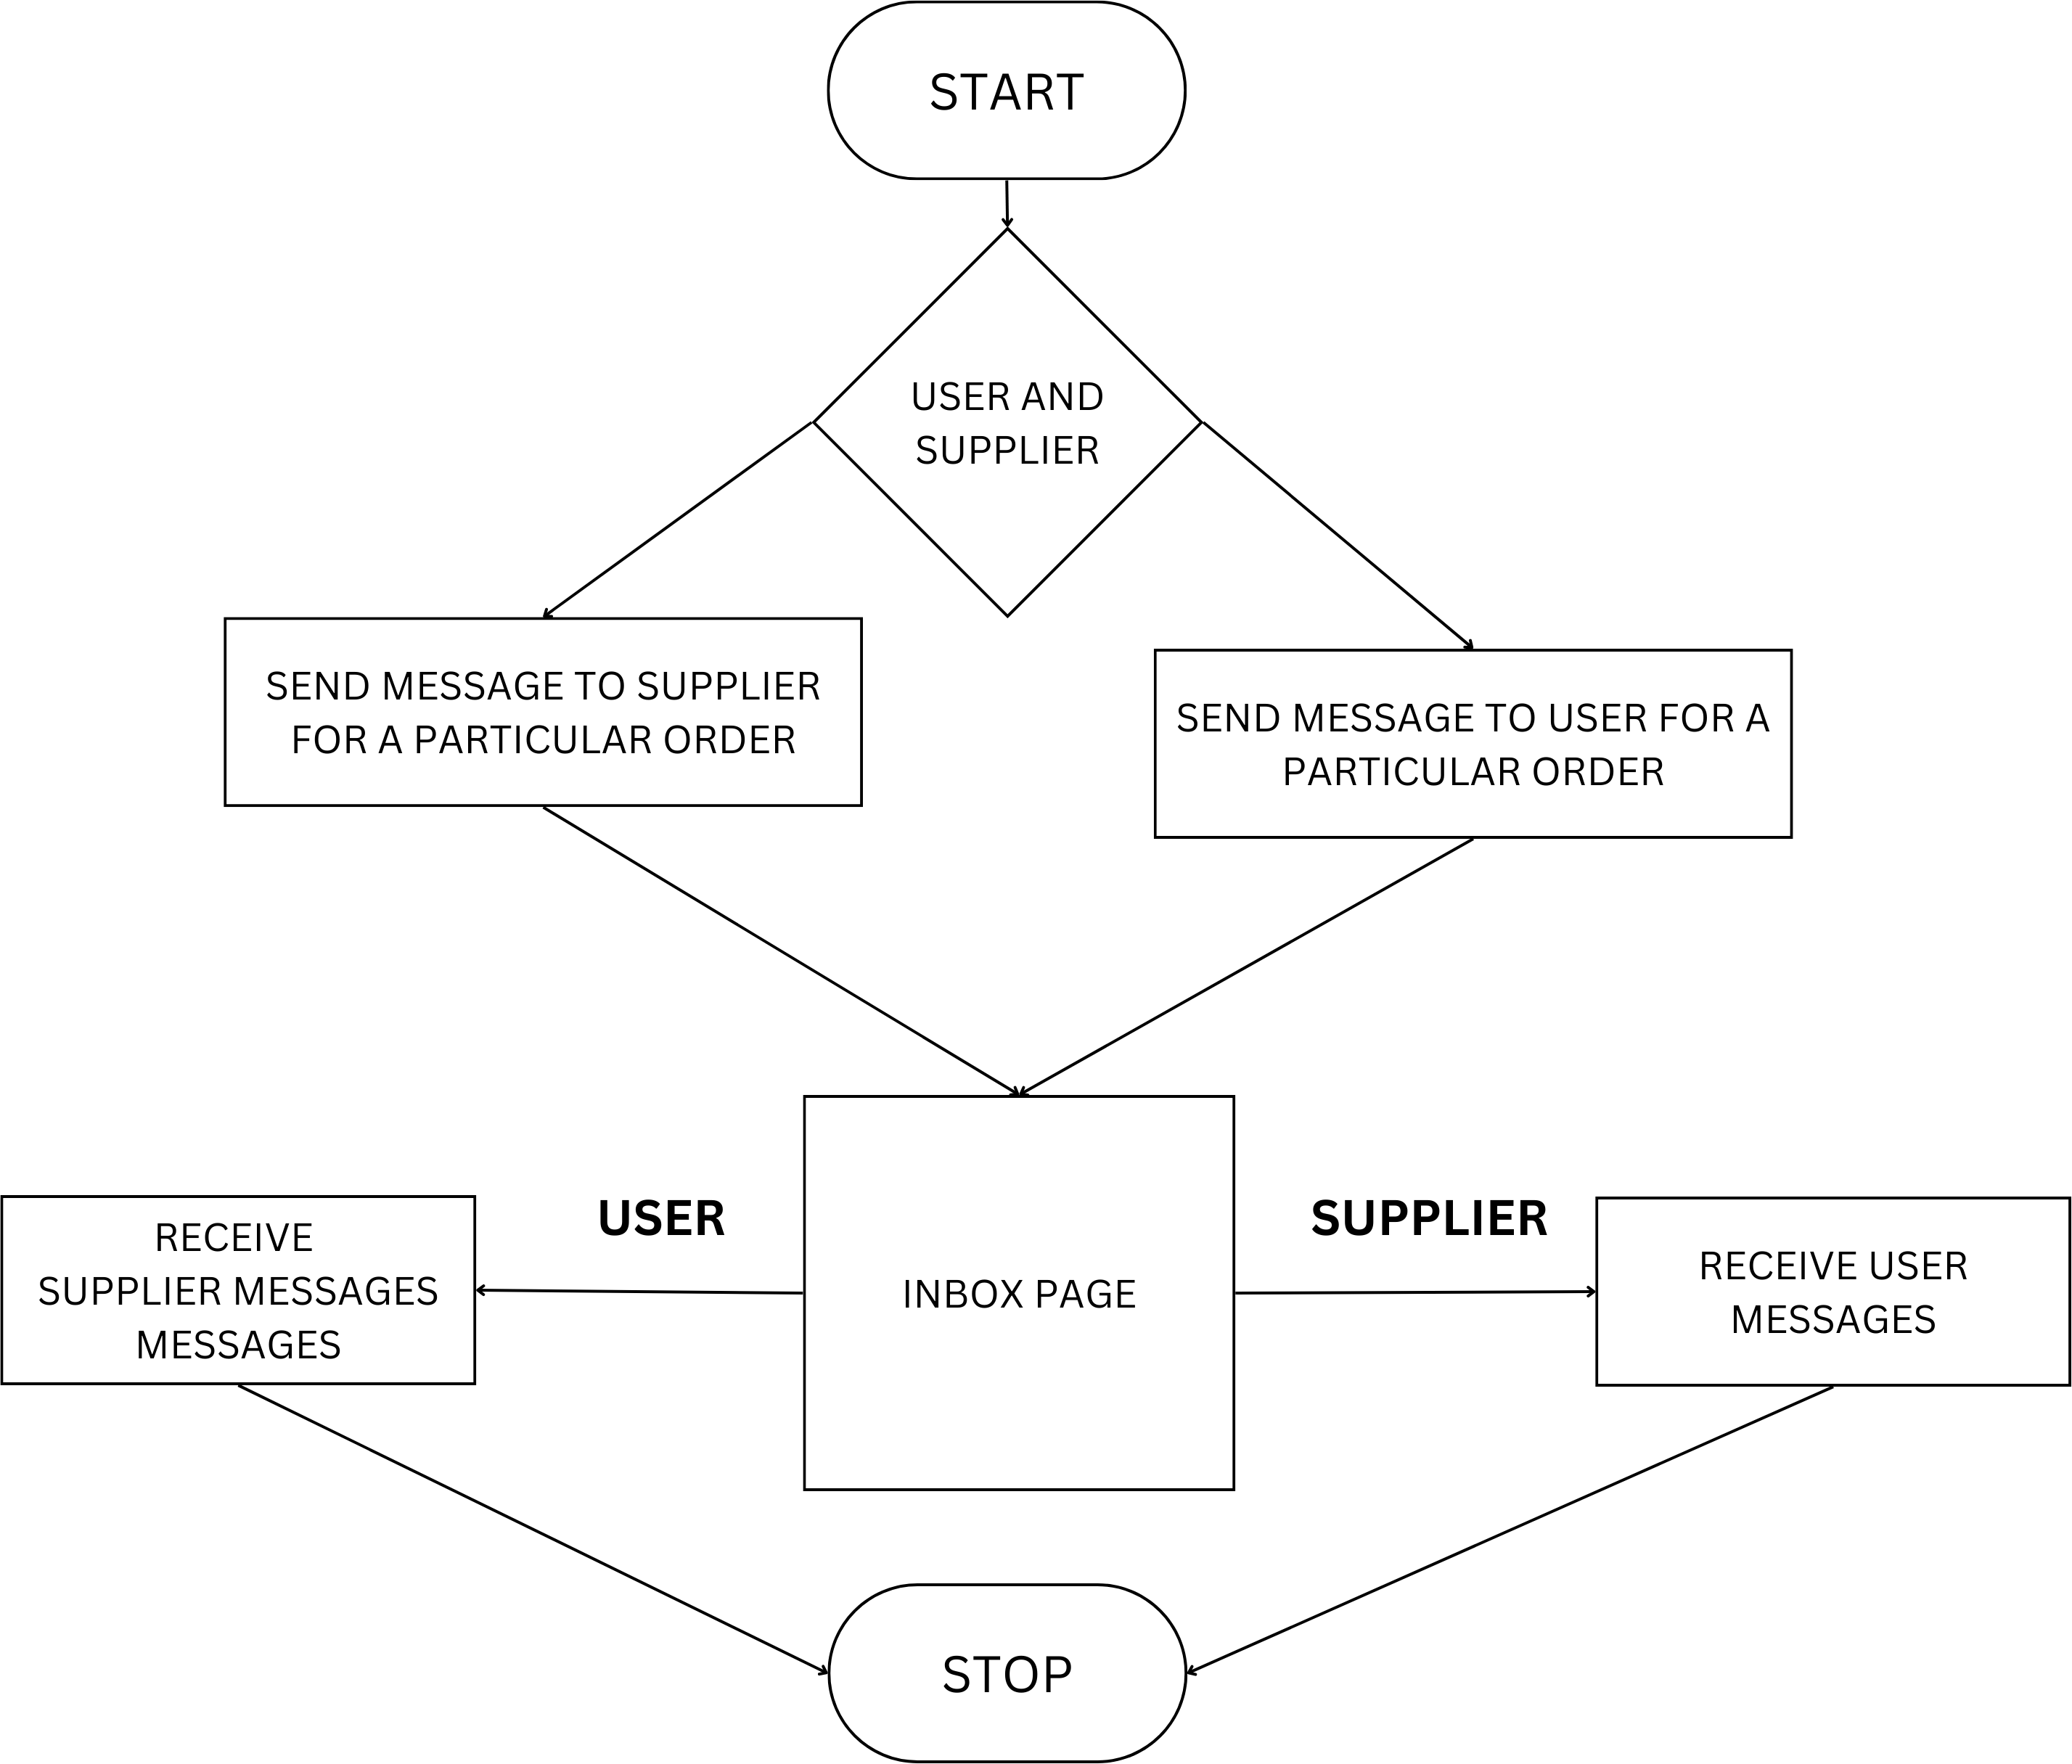 START
USER AND
SUPPLIER
SEND MESSAGE TO SUPPLIER
FOR A PARTICULAR ORDER
SEND MESSAGE TO USER FOR A
PARTICULAR ORDER
USER
SUPPLIER
RECEIVE
SUPPLIER MESSAGES
MESSAGES
INBOX PAGE
RECEIVE USER
MESSAGES
STOP